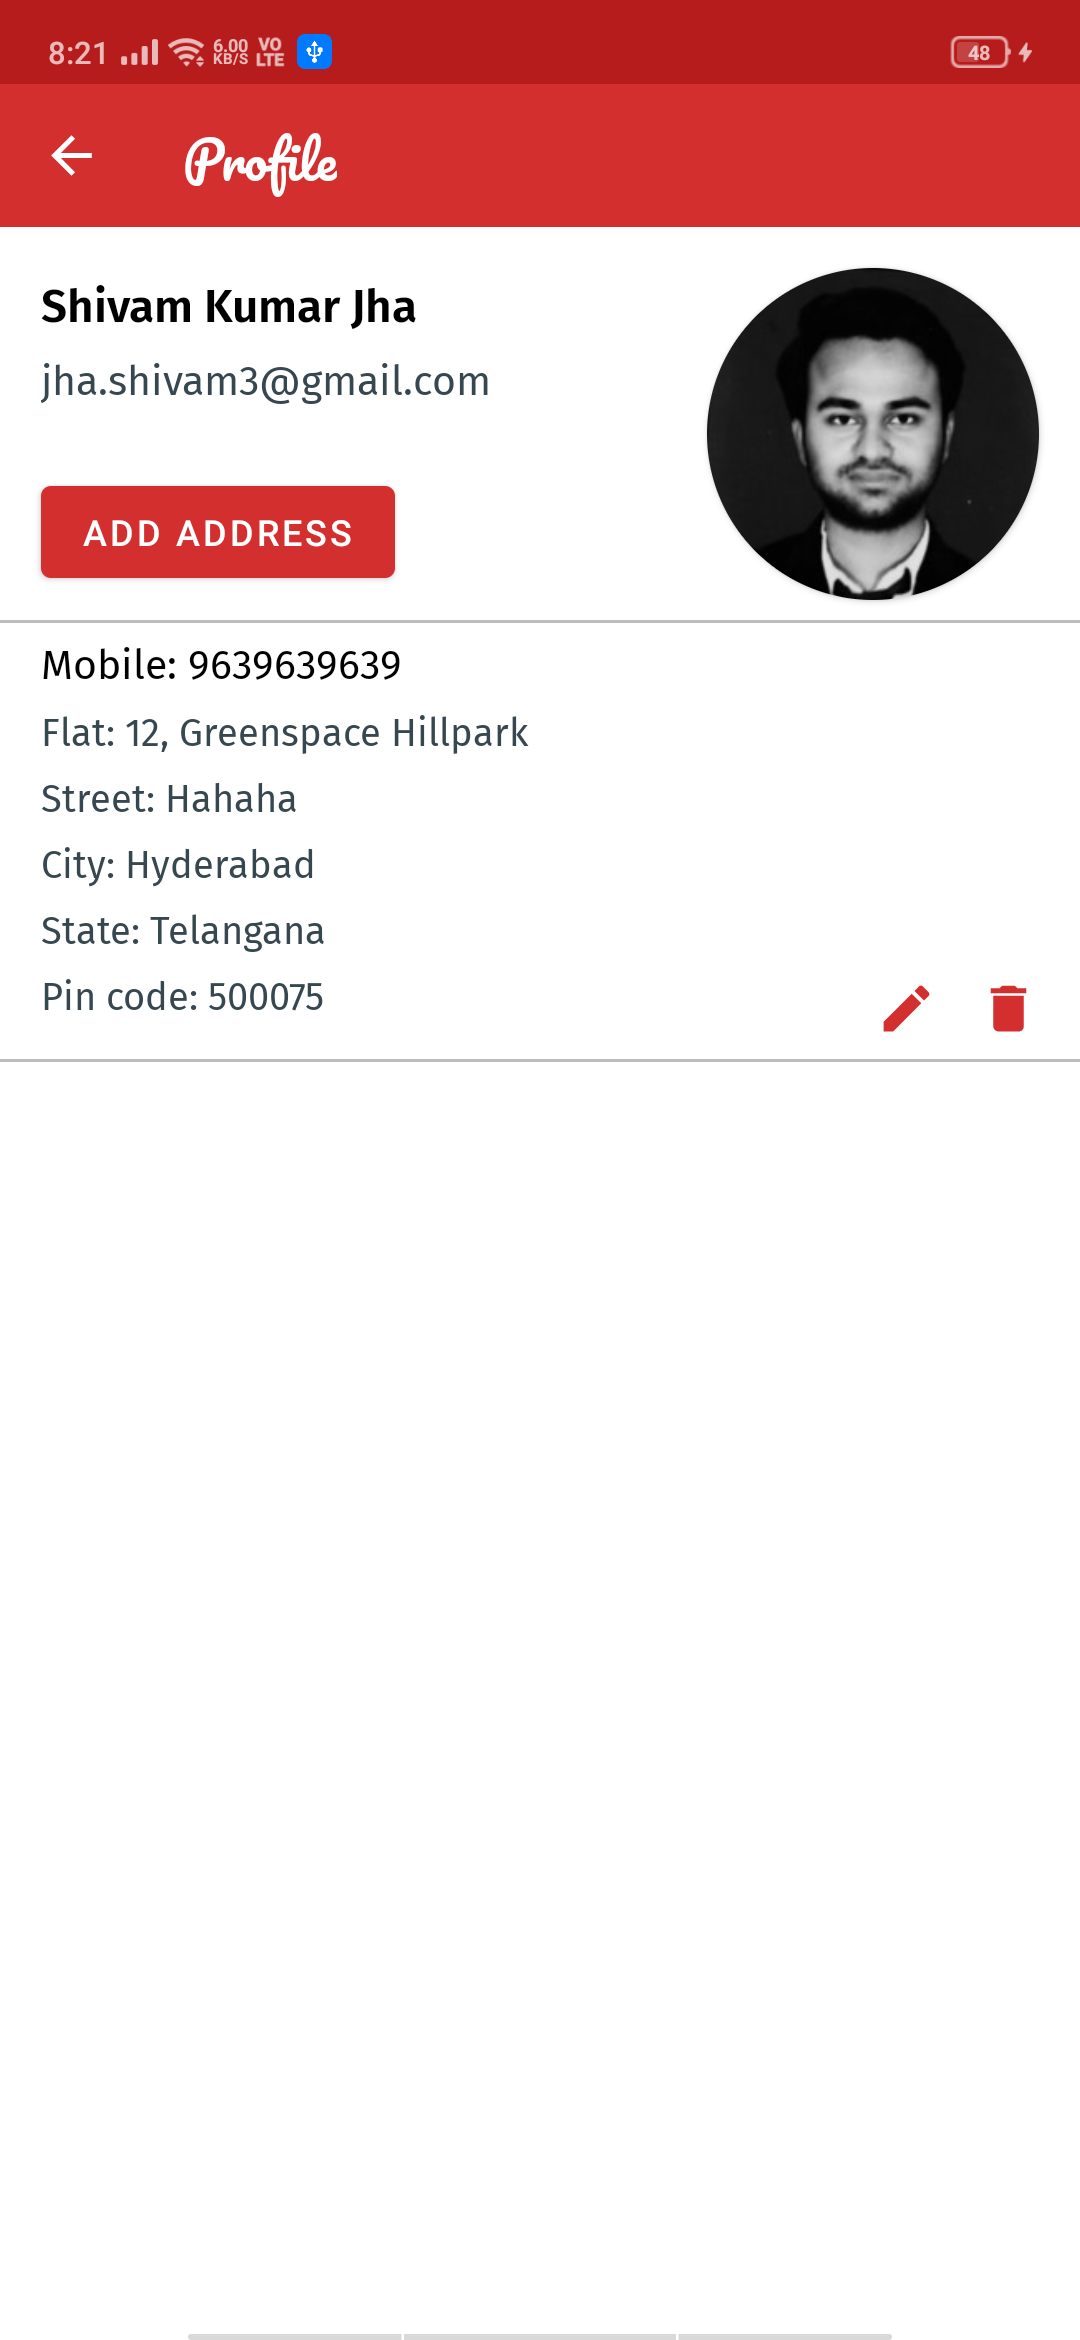 8:21 6.00 KB/S VO LTE 48
Profile
Shivam Kumar Jha
jha.shivam3@gmail.com
ADD ADDRESS
Mobile: 9639639639
Flat: 12, Greenspace Hillpark
Street: Hahaha
City: Hyderabad
State: Telangana
Pin code: 500075